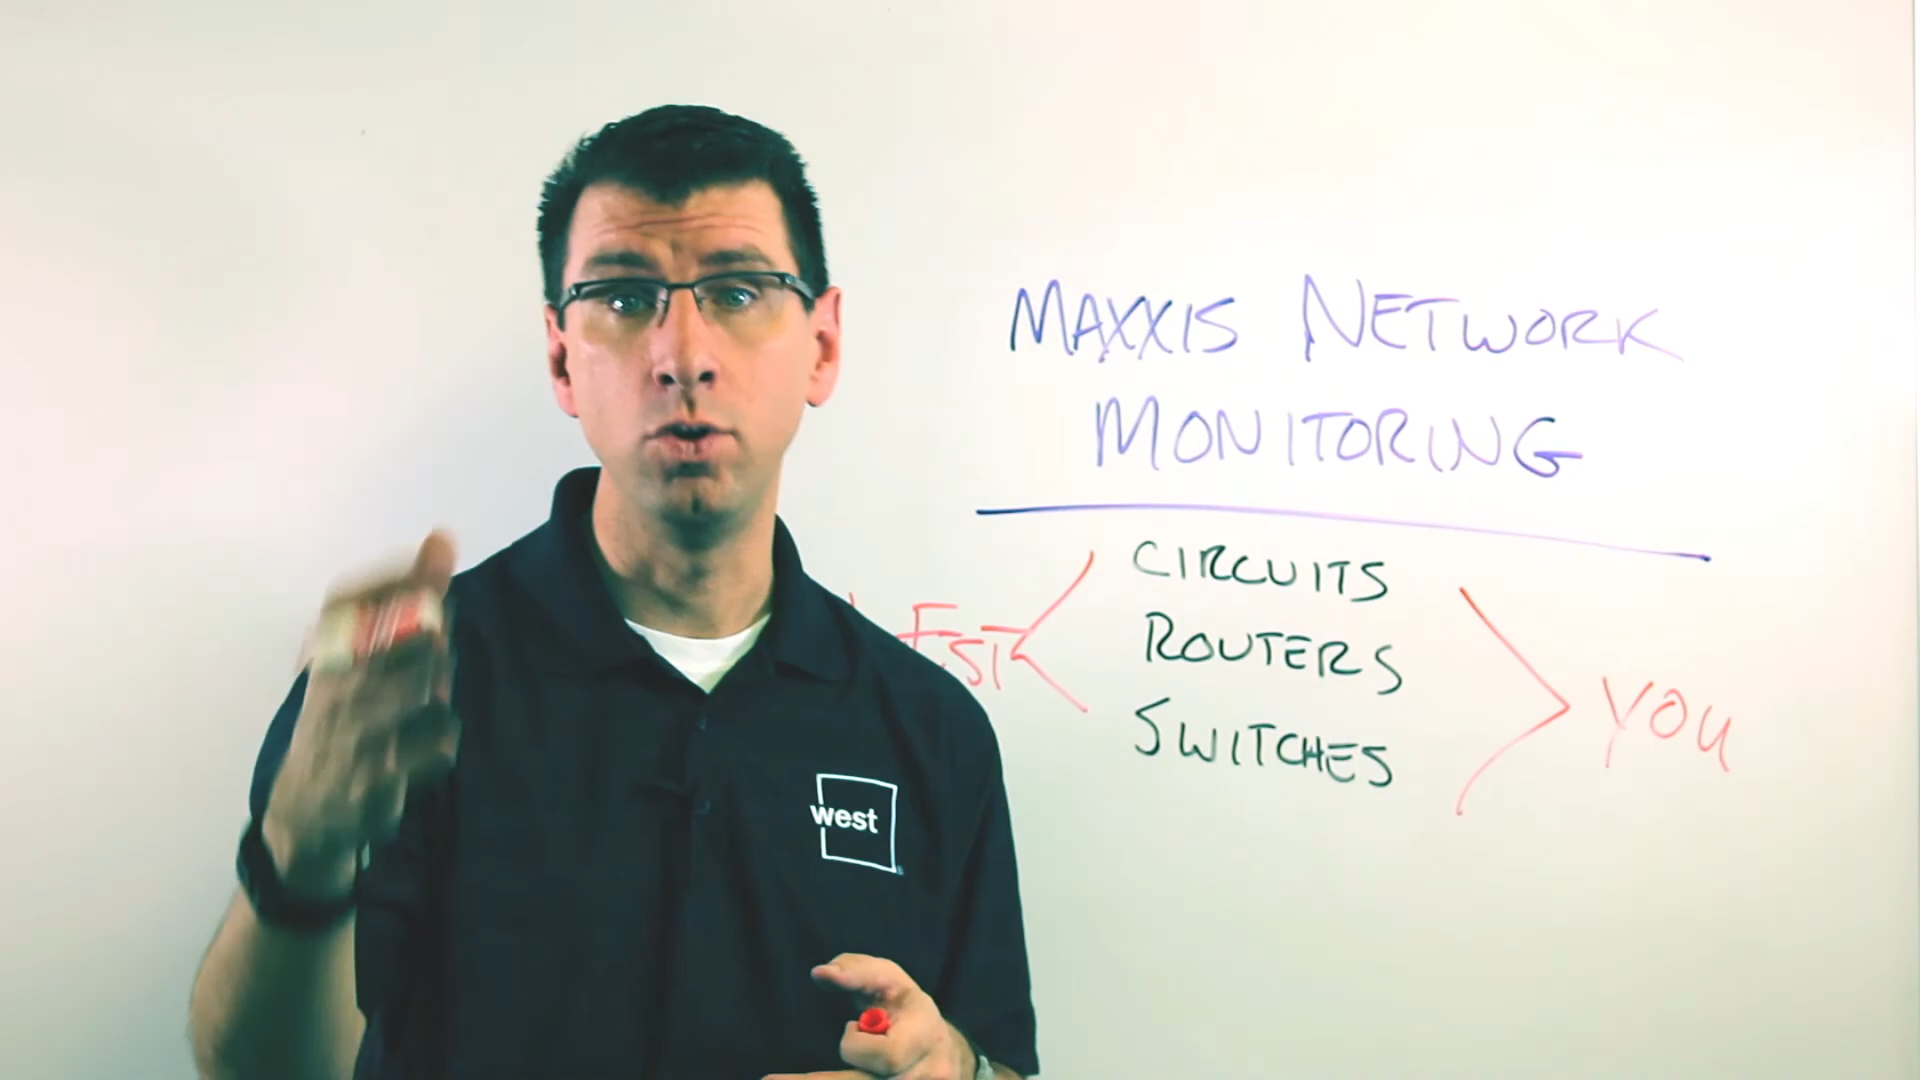 MAXXIS NETWORK
MONITORING
CIRCUITS
ROUTERS
SWITCHES
YOU
west